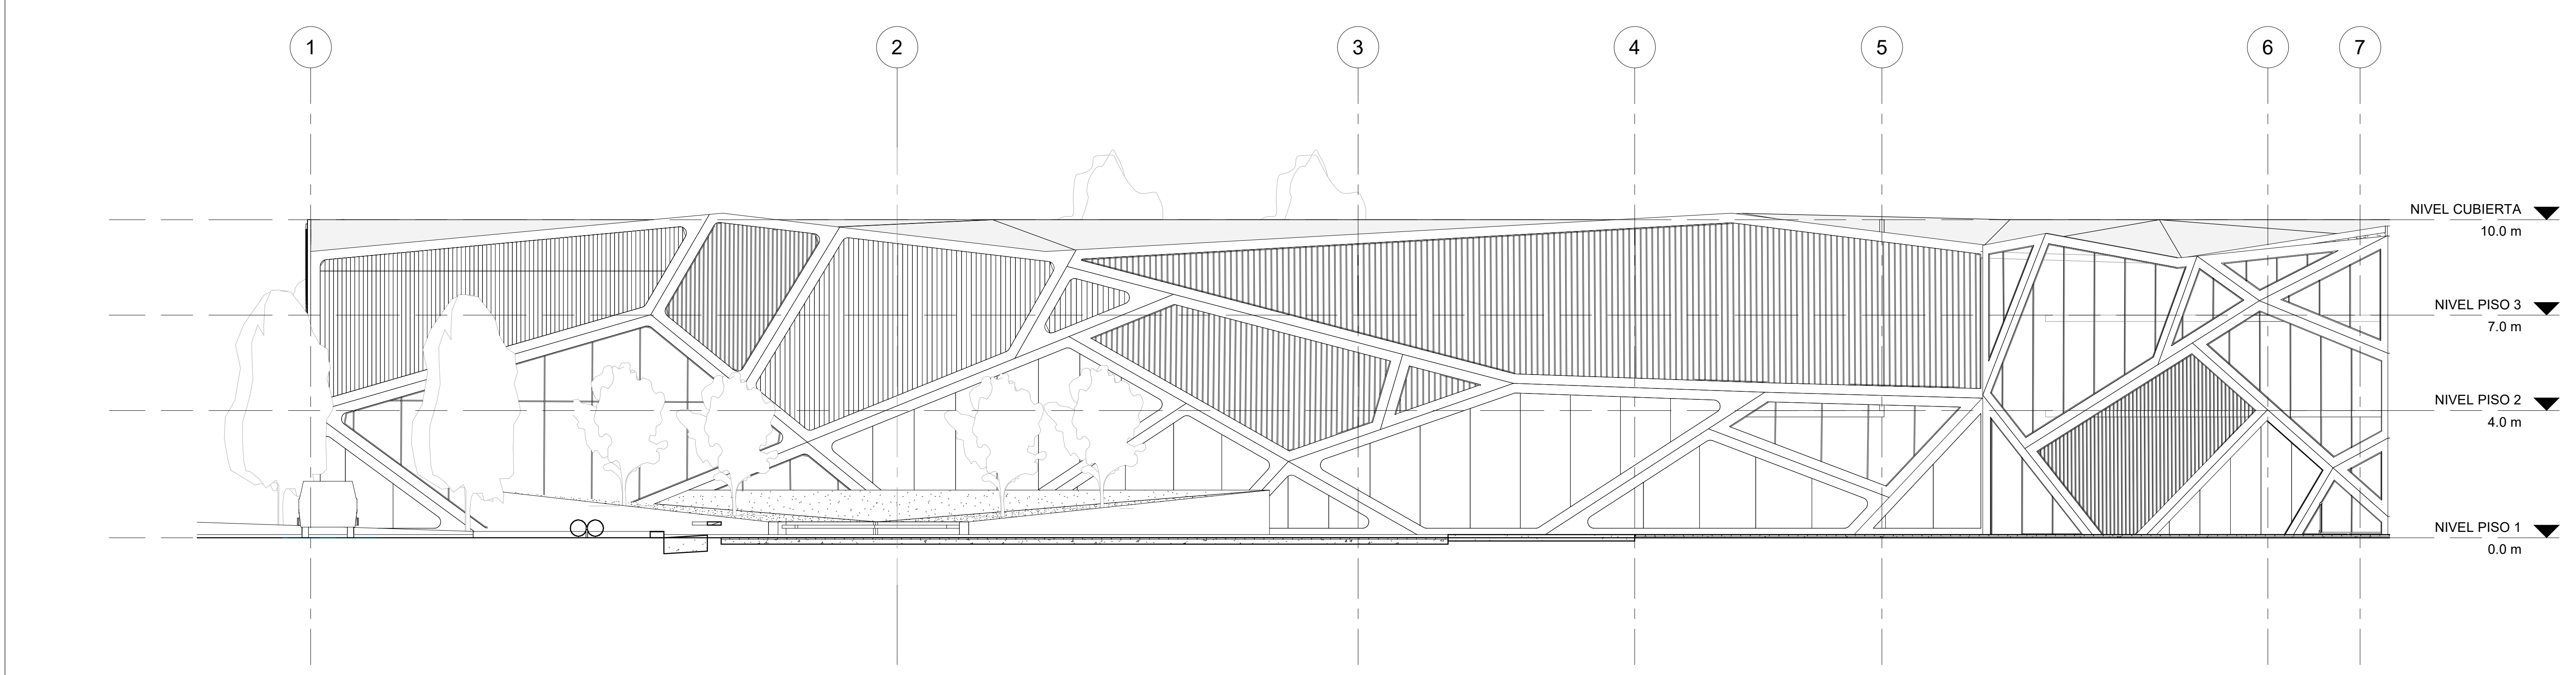 1 2 3 4 5 6 7
NIVEL CUBIERTA
10.0 m
NIVEL PISO 3
7.0 m
NIVEL PISO 2
4.0 m
NIVEL PISO 1
0.0 m